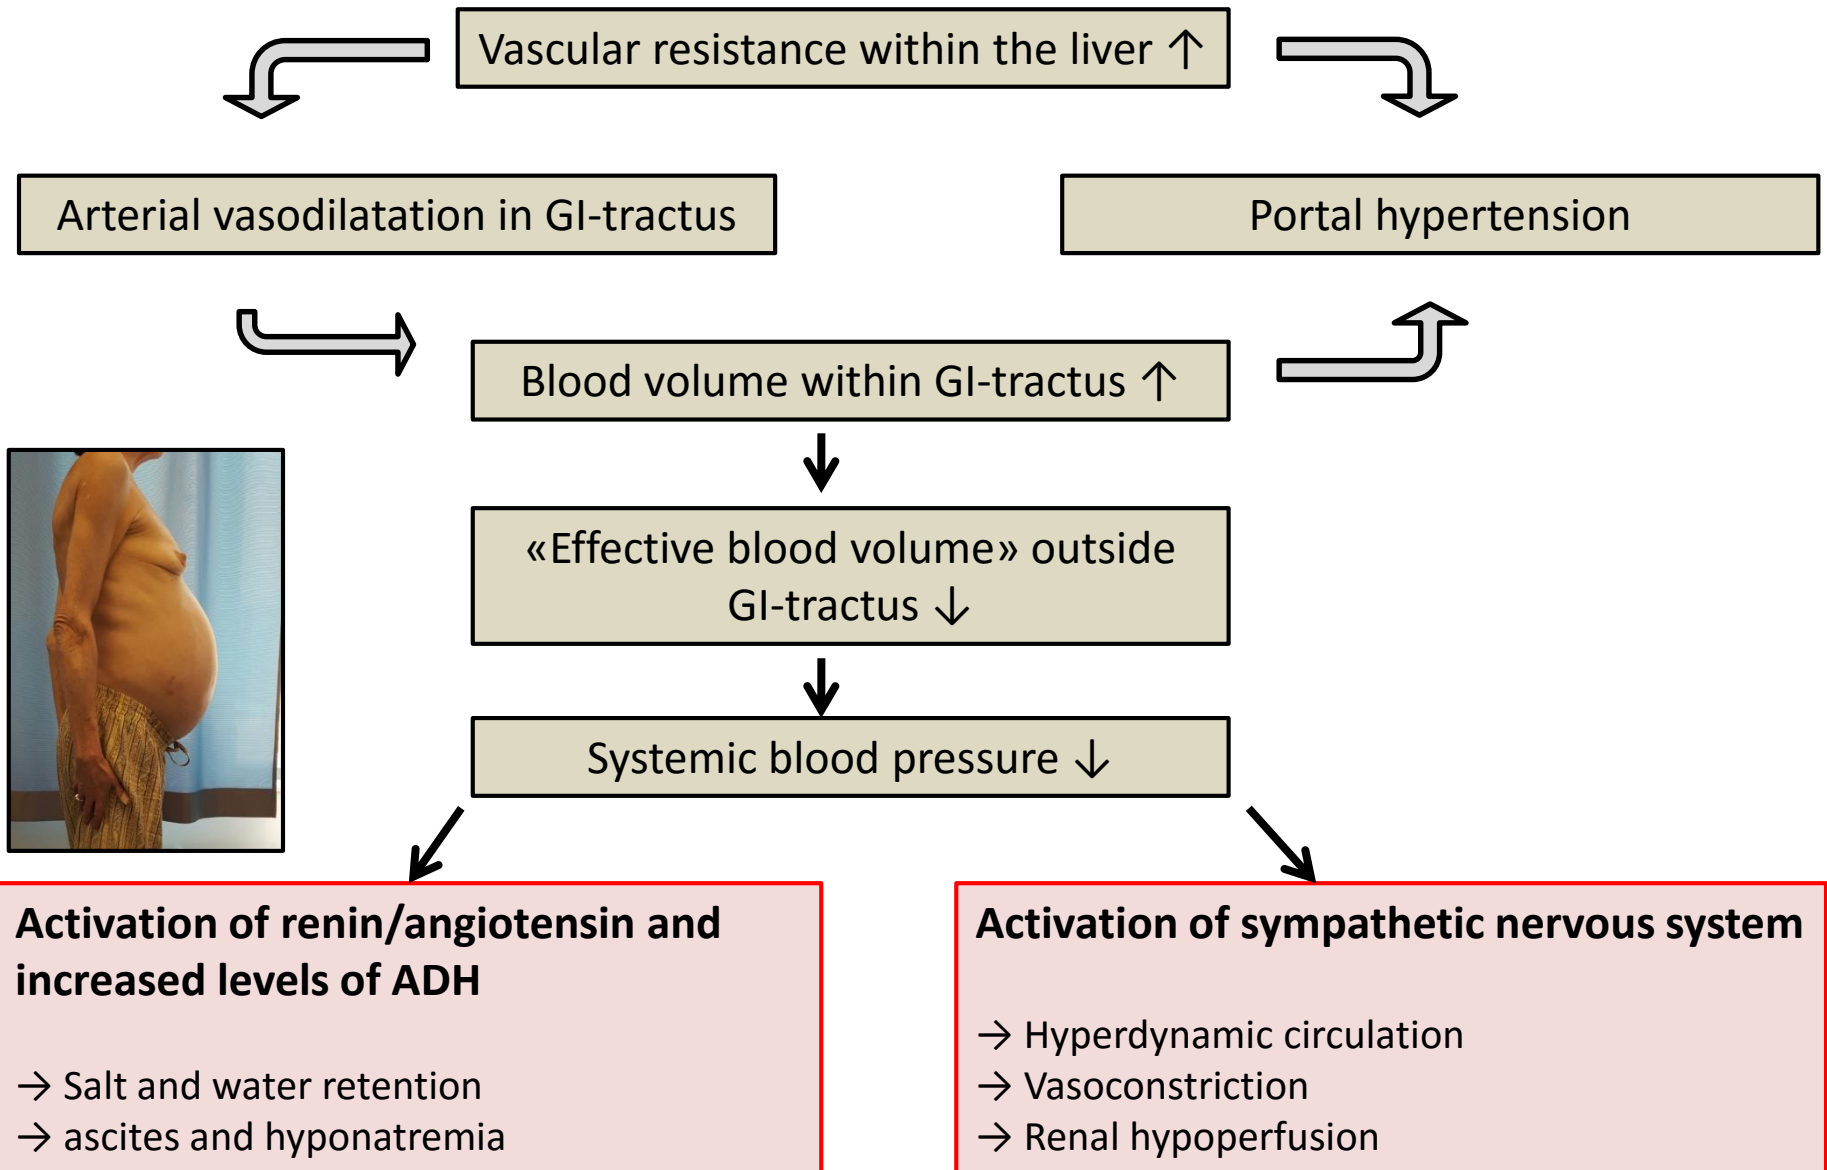 Vascular resistance within the liver ↑
Arterial vasodilatation in GI-tractus
Portal hypertension
Blood volume within GI-tractus ↑
«Effective blood volume» outside
GI-tractus ↓
Systemic blood pressure ↓
Activation of renin/angiotensin and
increased levels of ADH
→ Salt and water retention
→ ascites and hyponatremia
Activation of sympathetic nervous system
→ Hyperdynamic circulation
→ Vasoconstriction
→ Renal hypoperfusion